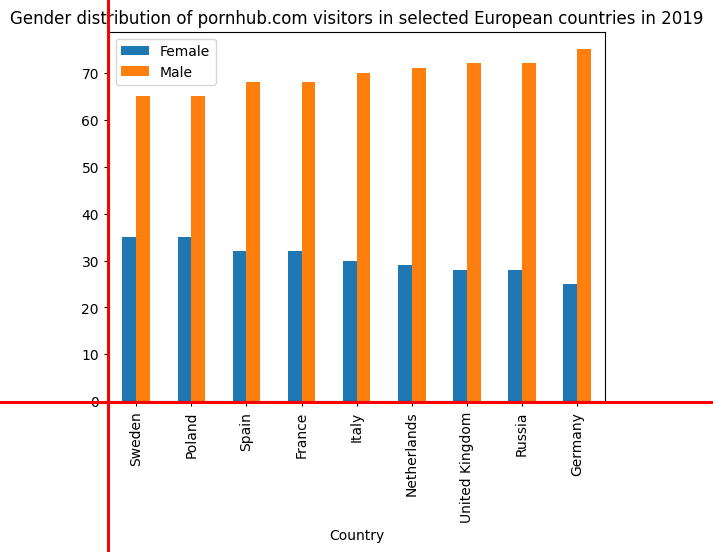 Gender distribution of pornhub.com visitors in selected European countries in 2019
Female
Male
70
60
50
40
30
20
10
0
Sweden
Poland
Spain
France
Italy
Netherlands
United Kingdom
Russia
Germany
Country